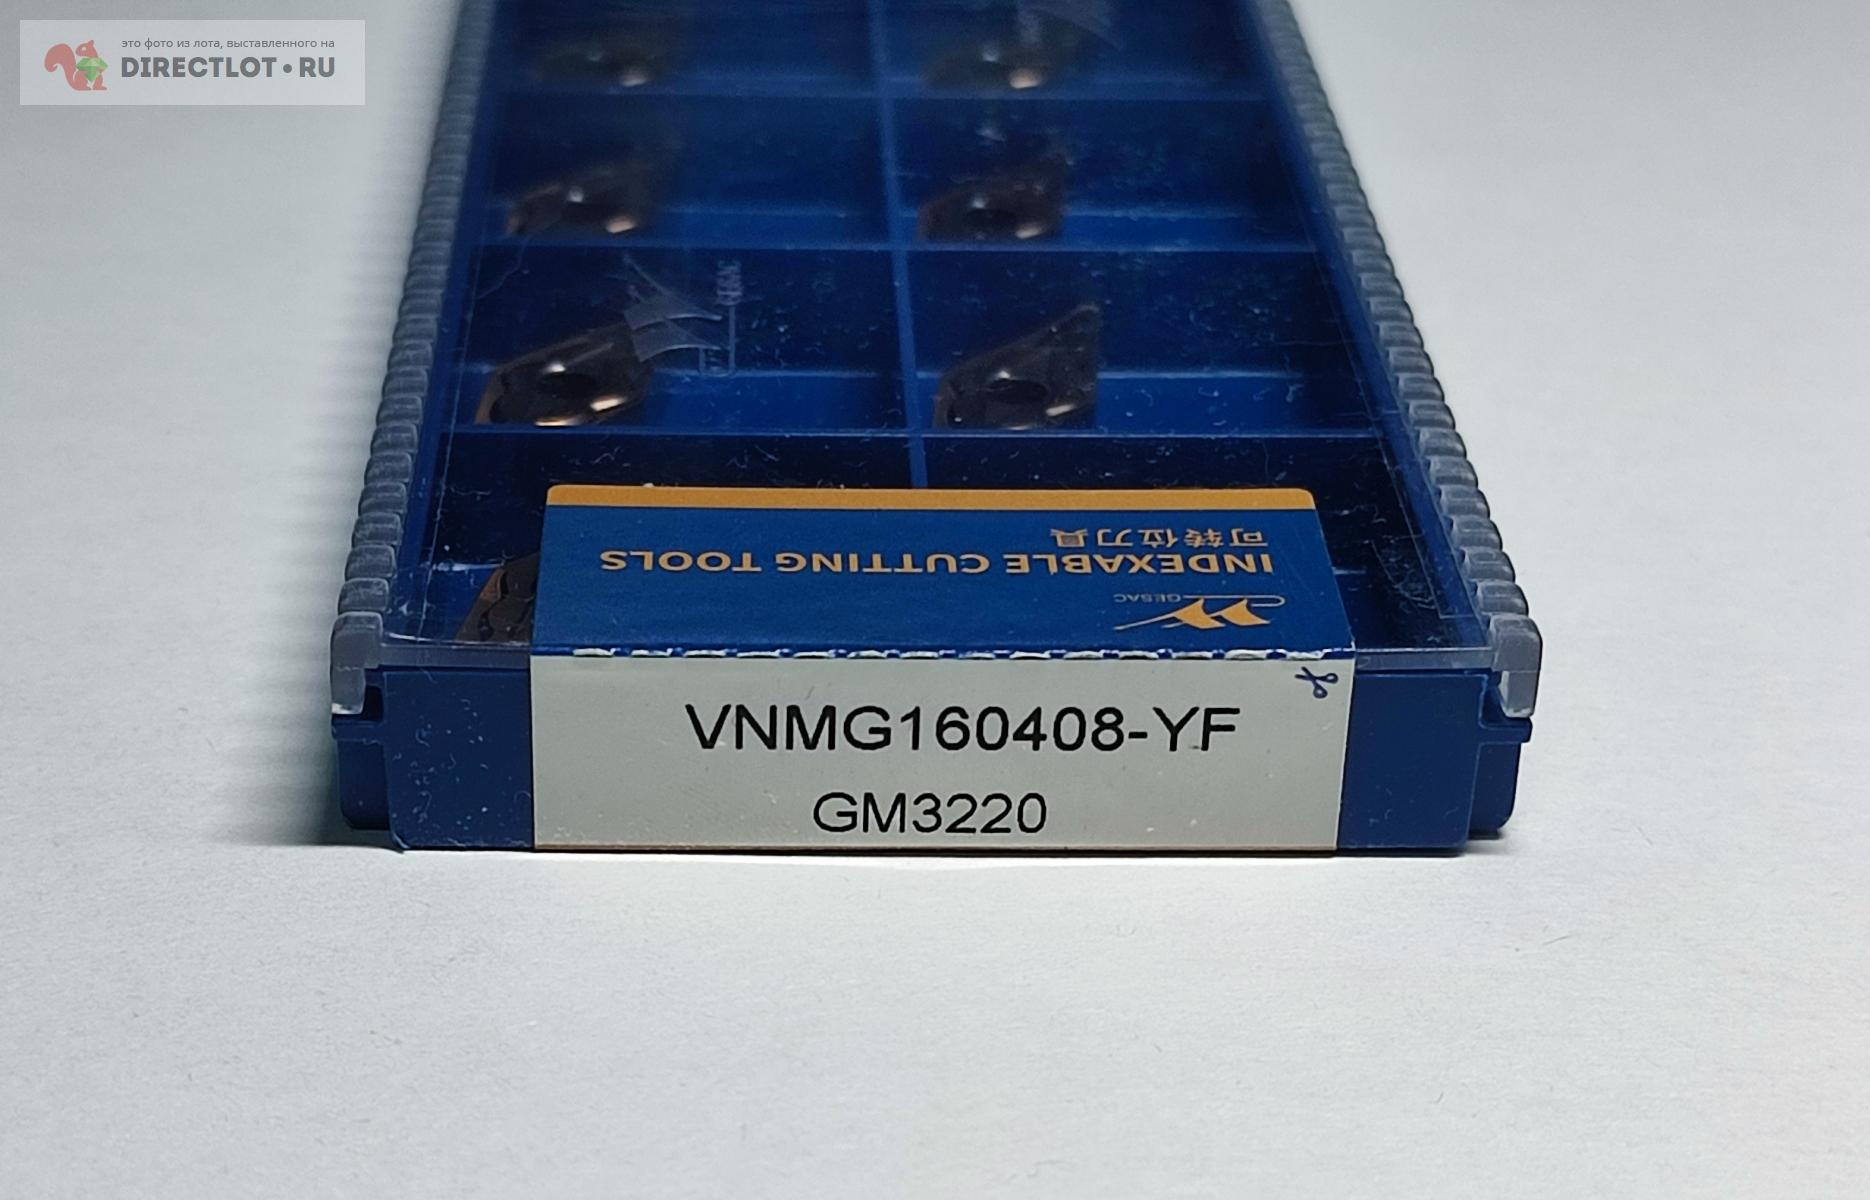 это фото из лота, выставленного на
DIRECTLOT•RU
可转位刀具
INDEXABLE CUTTING TOOLS
GESAC
VNMG160408-YF
GM3220